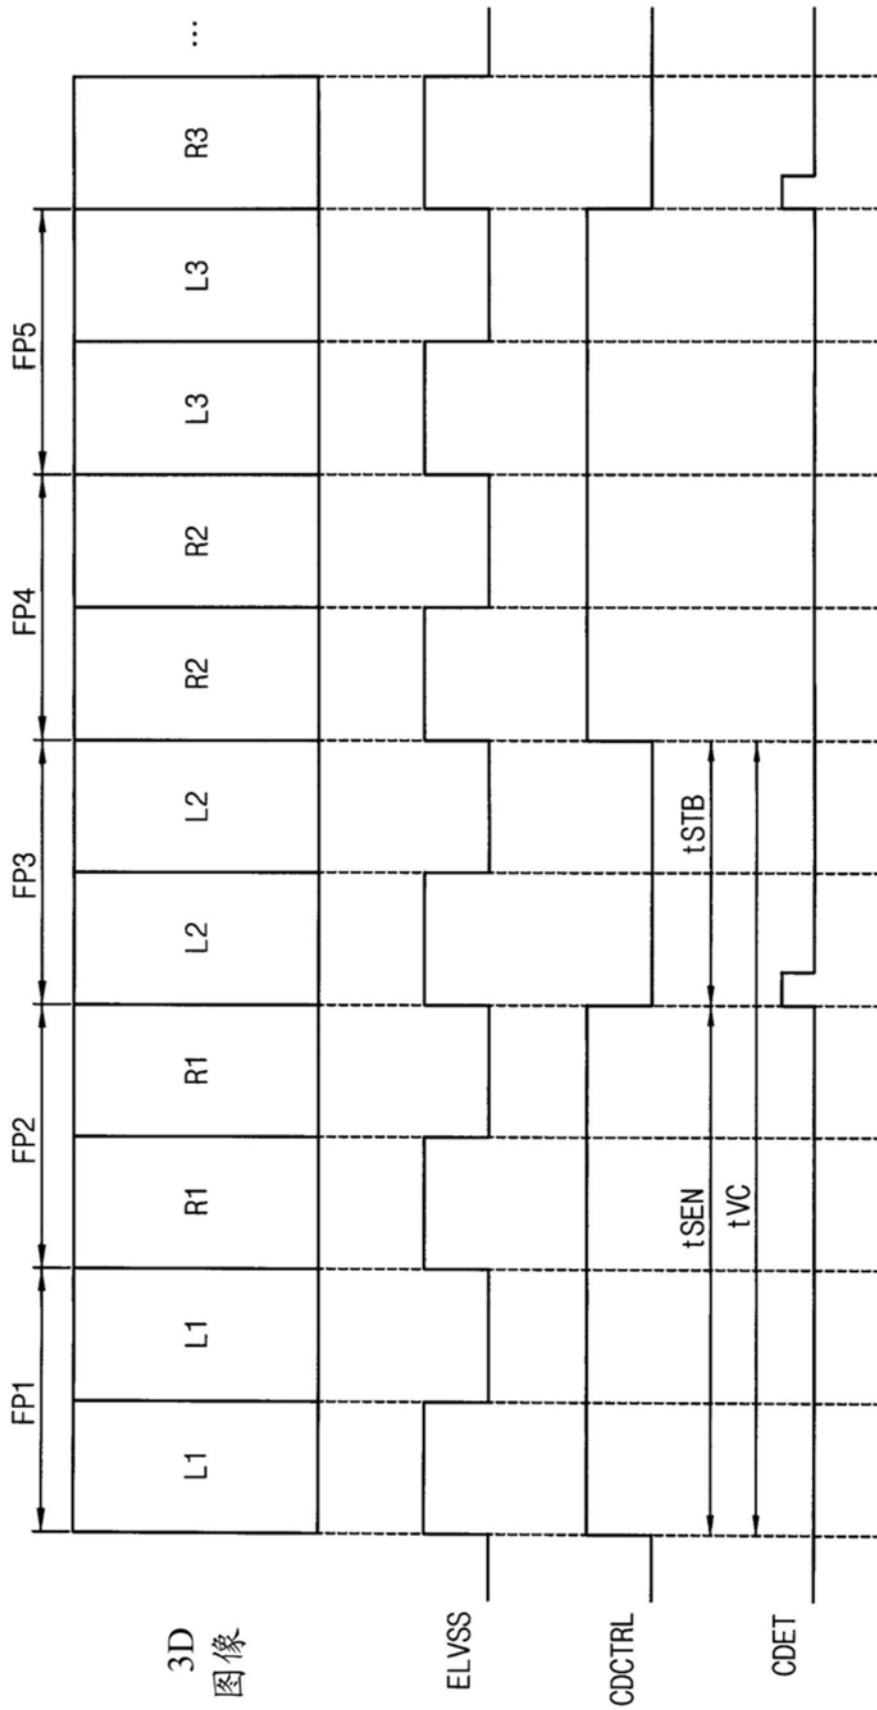 FP1 FP2 FP3 FP4 FP5
3D
图像
L1 L1 R1 R1 L2 L2 R2 R2 L3 L3 R3 ...
ELVSS
CDCTRL
tSEN tSTB
tVC
CDET